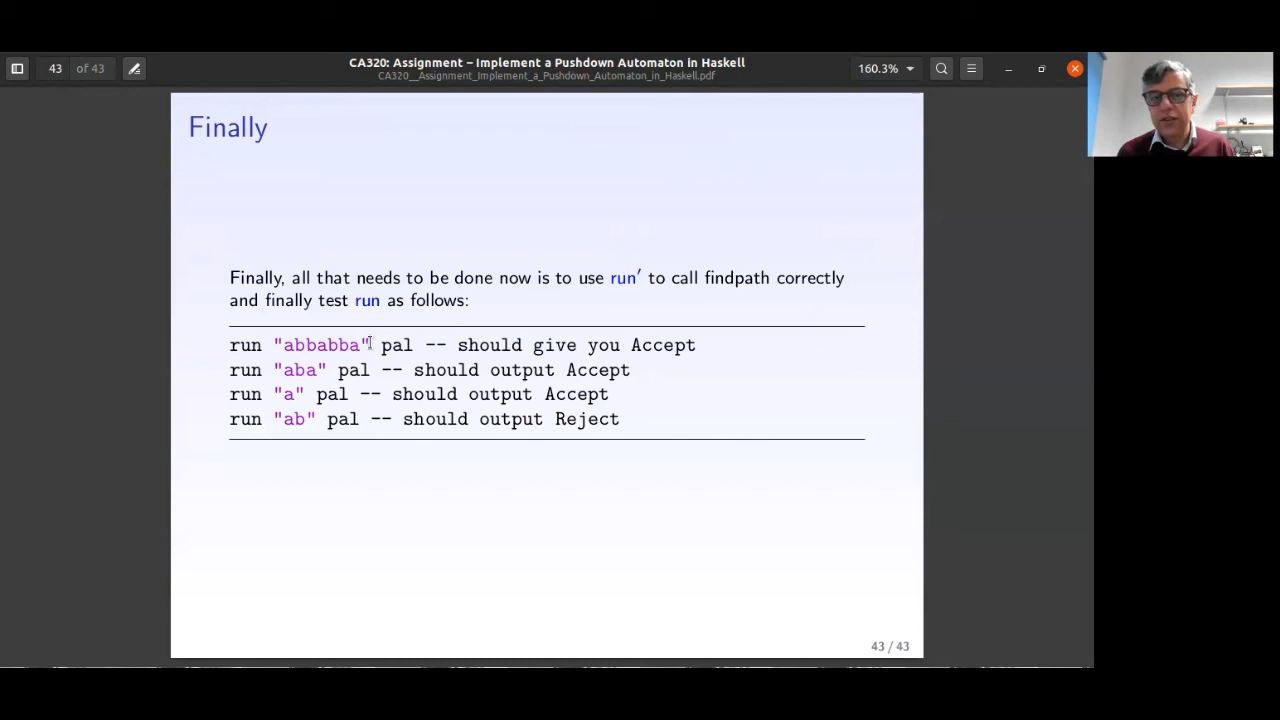 43 of 43
CA320: Assignment – Implement a Pushdown Automaton in Haskell
CA320__Assignment_Implement_a_Pushdown_Automaton_in_Haskell.pdf
160.3%
Finally
Finally, all that needs to be done now is to use run′ to call findpath correctly
and finally test run as follows:
run "abbabba" pal -- should give you Accept
run "aba" pal -- should output Accept
run "a" pal -- should output Accept
run "ab" pal -- should output Reject
43 / 43